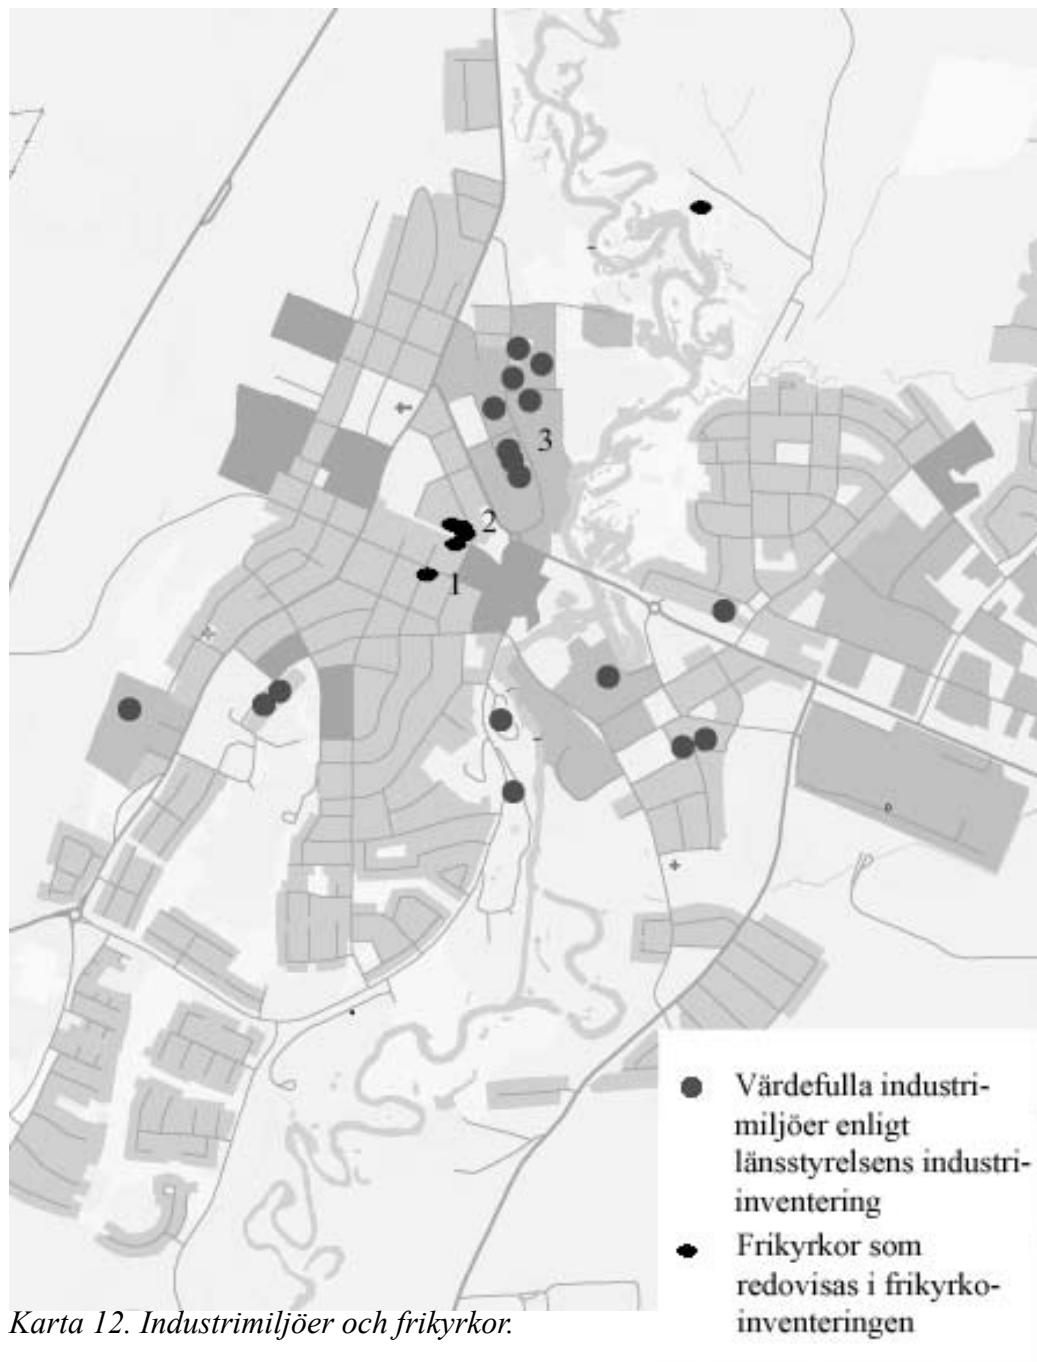 3
2
1
Värdefulla industri-
miljöer enligt
länsstyrelsens industri-
inventering
Frikyrkor som
redovisas i frikyrko-
inventeringen
Karta 12. Industrimiljöer och frikyrkor.